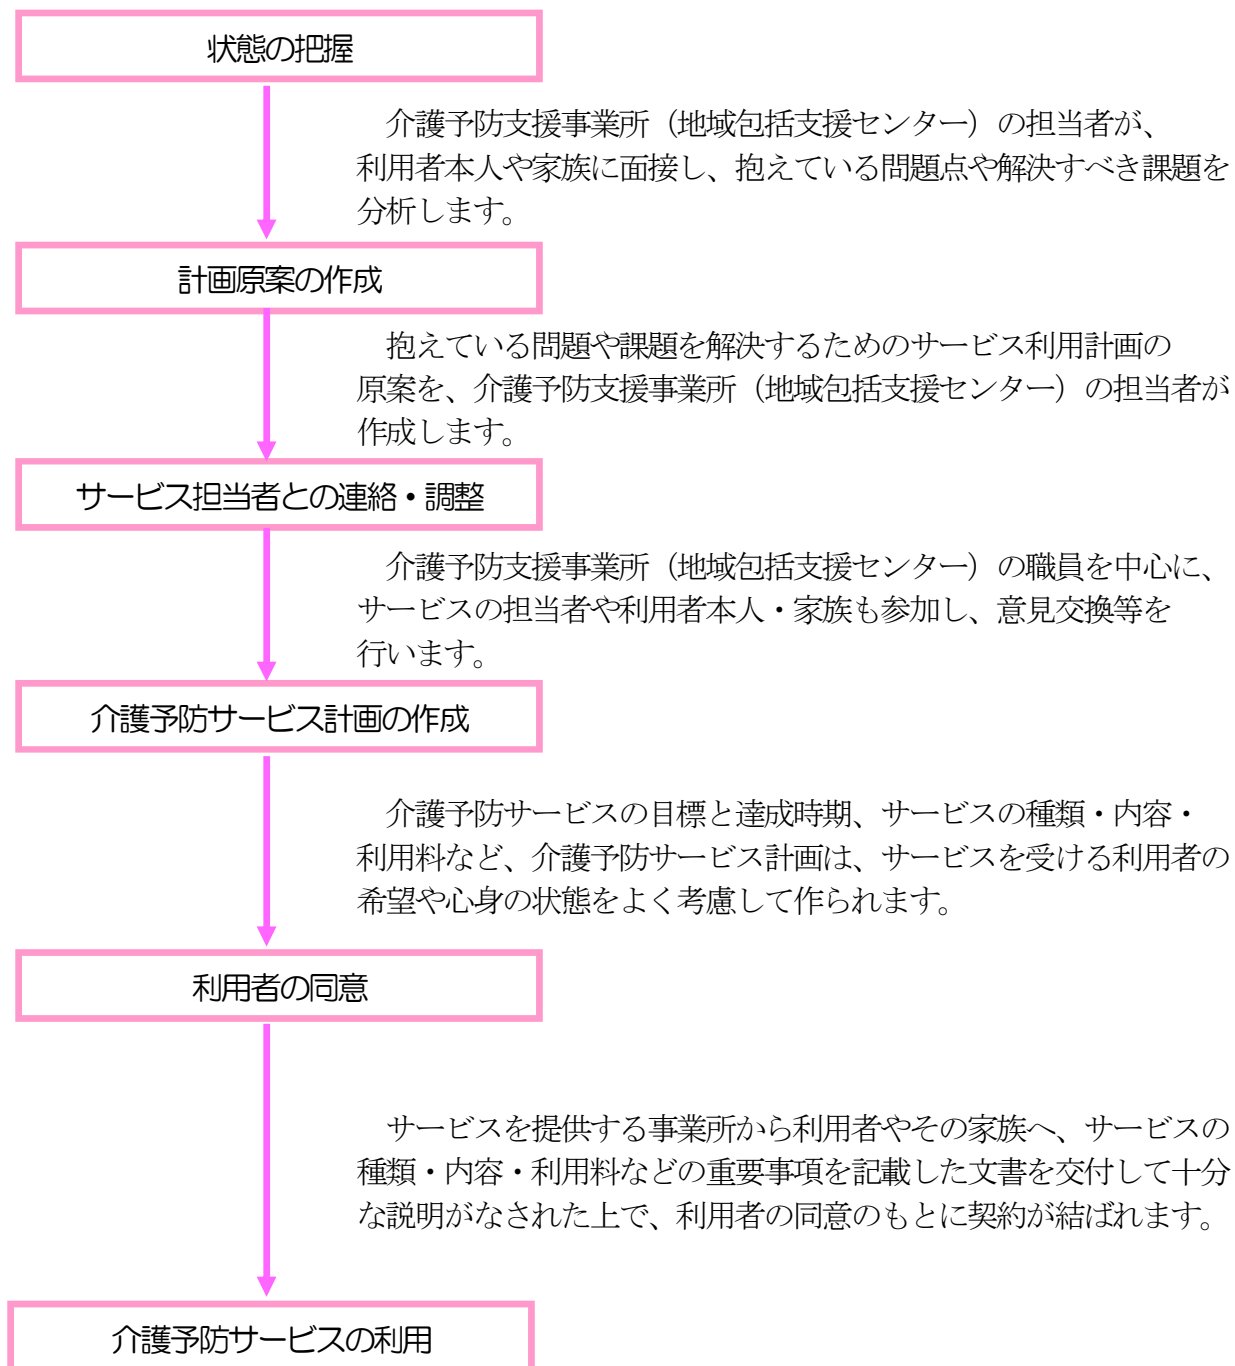 状態の把握
介護予防支援事業所（地域包括支援センター）の担当者が、
利用者本人や家族に面接し、抱えている問題点や解決すべき課題を
分析します。
計画原案の作成
抱えている問題や課題を解決するためのサービス利用計画の
原案を、介護予防支援事業所（地域包括支援センター）の担当者が
作成します。
サービス担当者との連絡・調整
介護予防支援事業所（地域包括支援センター）の職員を中心に、
サービスの担当者や利用者本人・家族も参加し、意見交換等を
行います。
介護予防サービス計画の作成
介護予防サービスの目標と達成時期、サービスの種類・内容・
利用料など、介護予防サービス計画は、サービスを受ける利用者の
希望や心身の状態をよく考慮して作られます。
利用者の同意
サービスを提供する事業所から利用者やその家族へ、サービスの
種類・内容・利用料などの重要事項を記載した文書を交付して十分
な説明がなされた上で、利用者の同意のもとに契約が結ばれます。
介護予防サービスの利用